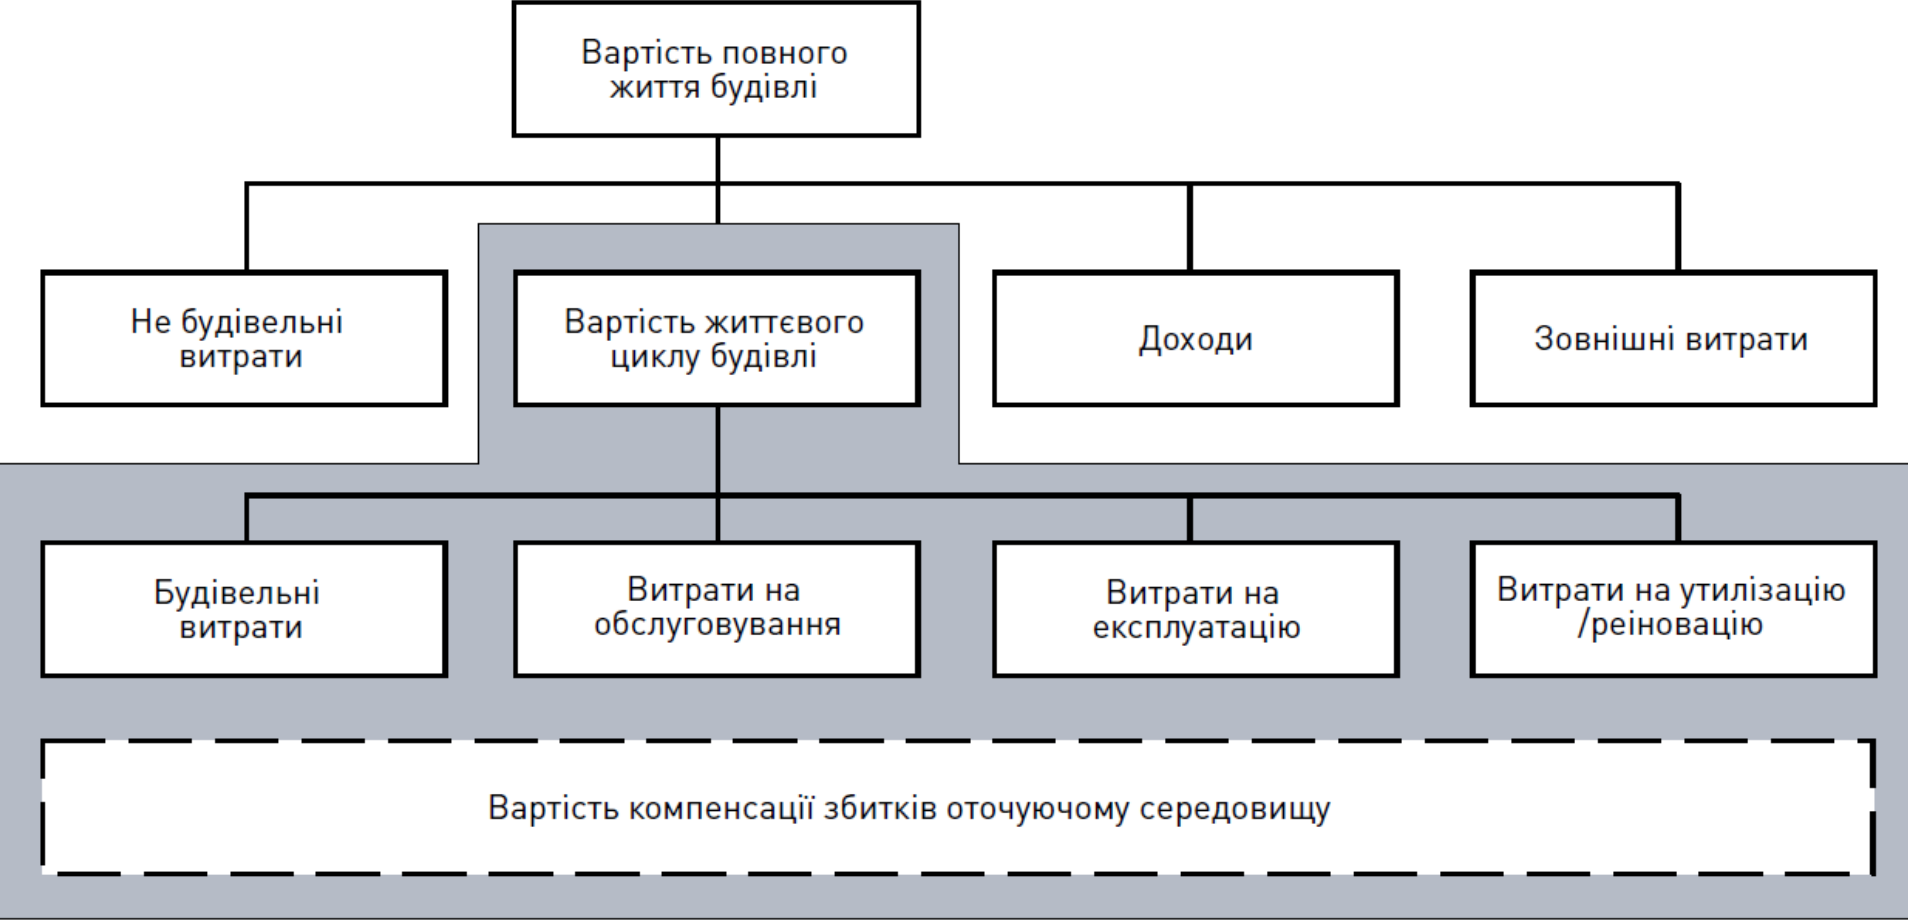 Вартість повного
життя будівлі
Не будівельні
витрати
Вартість життєвого
циклу будівлі
Доходи
Зовнішні витрати
Будівельні
витрати
Витрати на
обслуговування
Витрати на
експлуатацію
Витрати на утилізацію
/реіновацію
Вартість компенсації збитків оточуючому середовищу